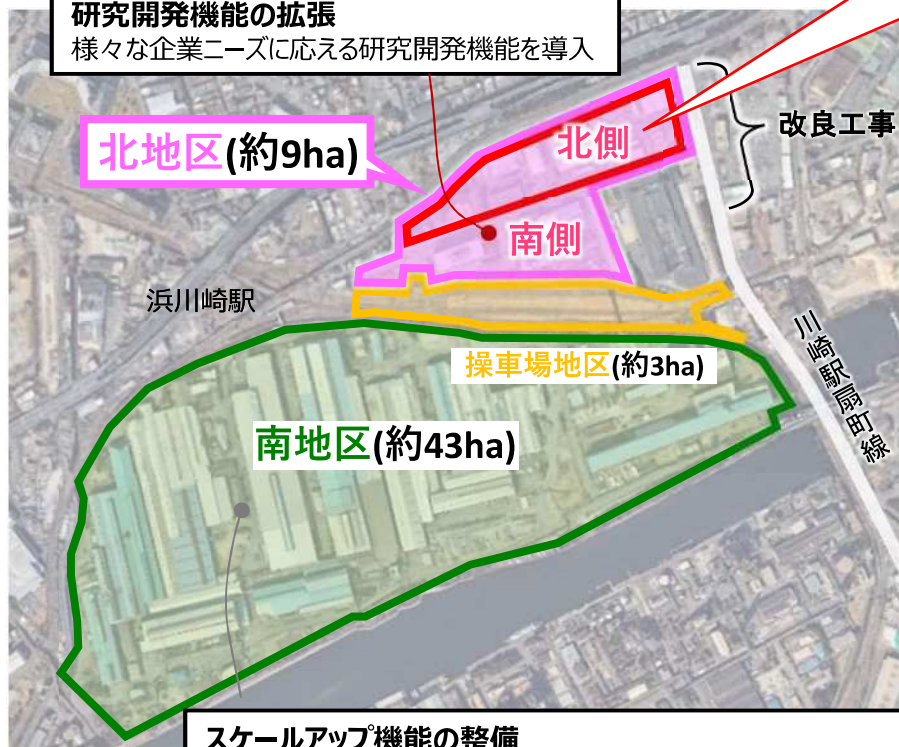 研究開発機能の拡張
様々な企業ニーズに応える研究開発機能を導入
改良工事
北地区(約9ha)
北側
南側
浜川崎駅
操車場地区(約3ha)
川崎駅扇町線
南地区(約43ha)
スケールアップ機能の整備